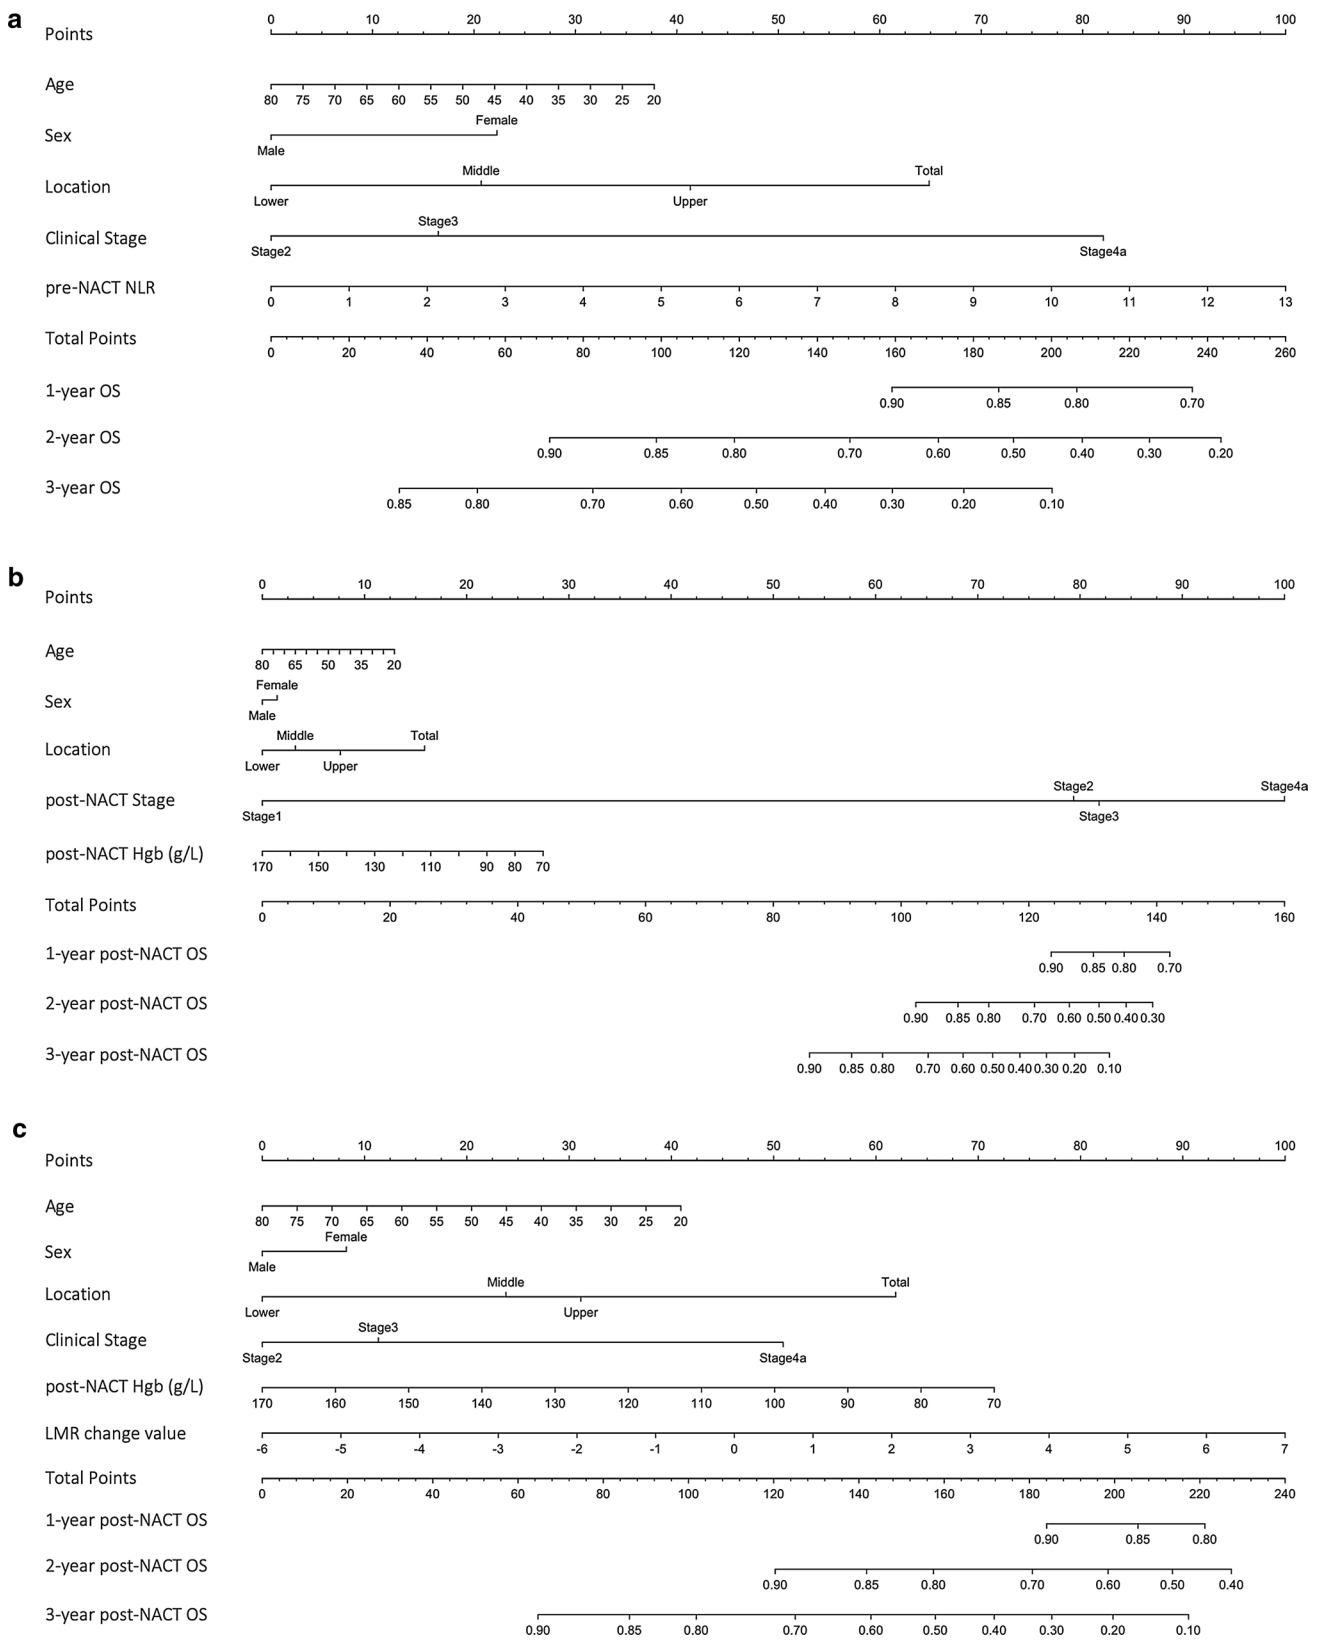 a
0 10 20 30 40 50 60 70 80 90 100
Points
Age
80 75 70 65 60 55 50 45 40 35 30 25 20
Female
Sex
Male
Middle Total
Location
Lower Upper
Stage3
Clinical Stage
Stage2 Stage4a
pre-NACT NLR
0 1 2 3 4 5 6 7 8 9 10 11 12 13
Total Points
0 20 40 60 80 100 120 140 160 180 200 220 240 260
1-year OS
0.90 0.85 0.80 0.70
2-year OS
0.90 0.85 0.80 0.70 0.60 0.50 0.40 0.30 0.20
3-year OS
0.85 0.80 0.70 0.60 0.50 0.40 0.30 0.20 0.10
b
0 10 20 30 40 50 60 70 80 90 100
Points
Age
80 65 50 35 20
Female
Sex
Male
Middle Total
Location
Lower Upper
Stage2 Stage4a
post-NACT Stage
Stage1 Stage3
post-NACT Hgb (g/L)
170 150 130 110 90 80 70
Total Points
0 20 40 60 80 100 120 140 160
1-year post-NACT OS
0.90 0.85 0.80 0.70
2-year post-NACT OS
0.90 0.85 0.80 0.70 0.60 0.50 0.40 0.30
3-year post-NACT OS
0.90 0.85 0.80 0.70 0.60 0.50 0.40 0.30 0.20 0.10
c
0 10 20 30 40 50 60 70 80 90 100
Points
Age
80 75 70 65 60 55 50 45 40 35 30 25 20
Female
Sex
Male
Middle Total
Location
Lower Upper
Stage3
Clinical Stage
Stage2 Stage4a
post-NACT Hgb (g/L)
170 160 150 140 130 120 110 100 90 80 70
LMR change value
-6 -5 -4 -3 -2 -1 0 1 2 3 4 5 6 7
Total Points
0 20 40 60 80 100 120 140 160 180 200 220 240
1-year post-NACT OS
0.90 0.85 0.80
2-year post-NACT OS
0.90 0.85 0.80 0.70 0.60 0.50 0.40
3-year post-NACT OS
0.90 0.85 0.80 0.70 0.60 0.50 0.40 0.30 0.20 0.10